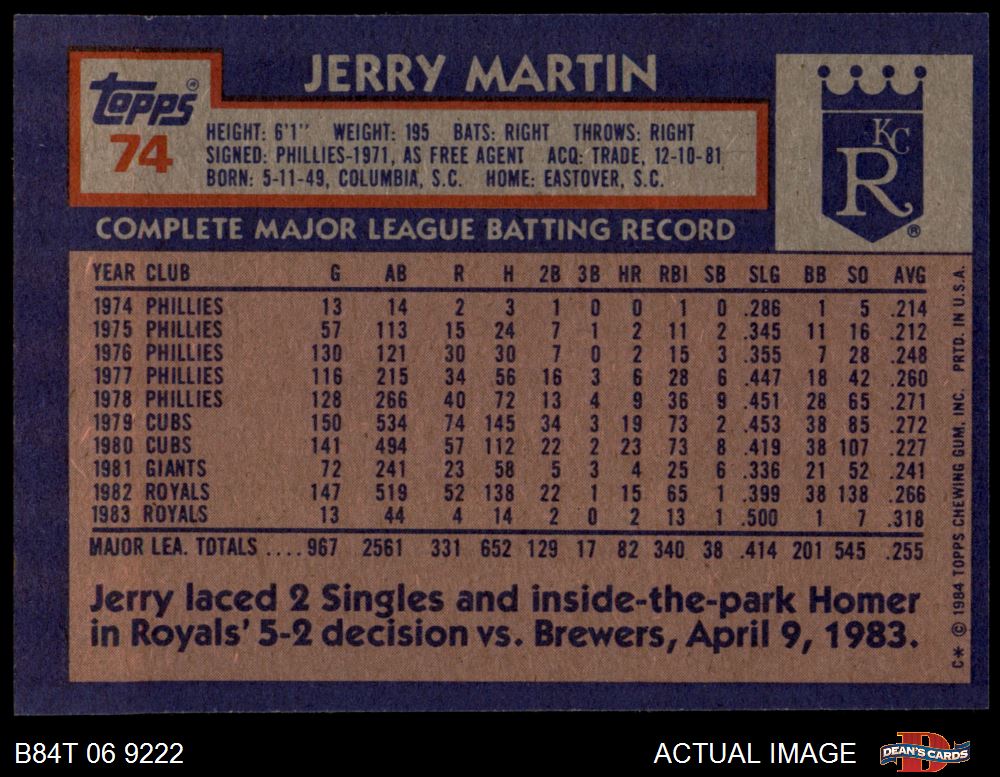 JERRY MARTIN
Topps®
74
HEIGHT: 6'1" WEIGHT: 195 BATS: RIGHT THROWS: RIGHT
SIGNED: PHILLIES-1971, AS FREE AGENT ACQ: TRADE, 12-10-81
BORN: 5-11-49, COLUMBIA, S.C. HOME: EASTOVER, S.C.
KC
R
®
COMPLETE MAJOR LEAGUE BATTING RECORD
YEAR CLUB G AB R H 2B 3B HR RBI SB SLG BB SO AVG
1974 PHILLIES 13 14 2 3 1 0 0 1 0 .286 1 5 .214
1975 PHILLIES 57 113 15 24 7 1 2 11 2 .345 11 16 .212
1976 PHILLIES 130 121 30 30 7 0 2 15 3 .355 7 28 .248
1977 PHILLIES 116 215 34 56 16 3 6 28 6 .447 18 42 .260
1978 PHILLIES 128 266 40 72 13 4 9 36 9 .451 28 65 .271
1979 CUBS 150 534 74 145 34 3 19 73 2 .453 38 85 .272
1980 CUBS 141 494 57 112 22 2 23 73 8 .419 38 107 .227
1981 GIANTS 72 241 23 58 5 3 4 25 6 .336 21 52 .241
1982 ROYALS 147 519 52 138 22 1 15 65 1 .399 38 138 .266
1983 ROYALS 13 44 4 14 2 0 2 13 1 .500 1 7 .318
MAJOR LEA. TOTALS .... 967 2561 331 652 129 17 82 340 38 .414 201 545 .255
Jerry laced 2 Singles and inside-the-park Homer
in Royals' 5-2 decision vs. Brewers, April 9, 1983.
C* © 1984 TOPPS CHEWING GUM, INC. PRTD. IN U.S.A.
B84T 06 9222
ACTUAL IMAGE
D
DEAN'S CARDS